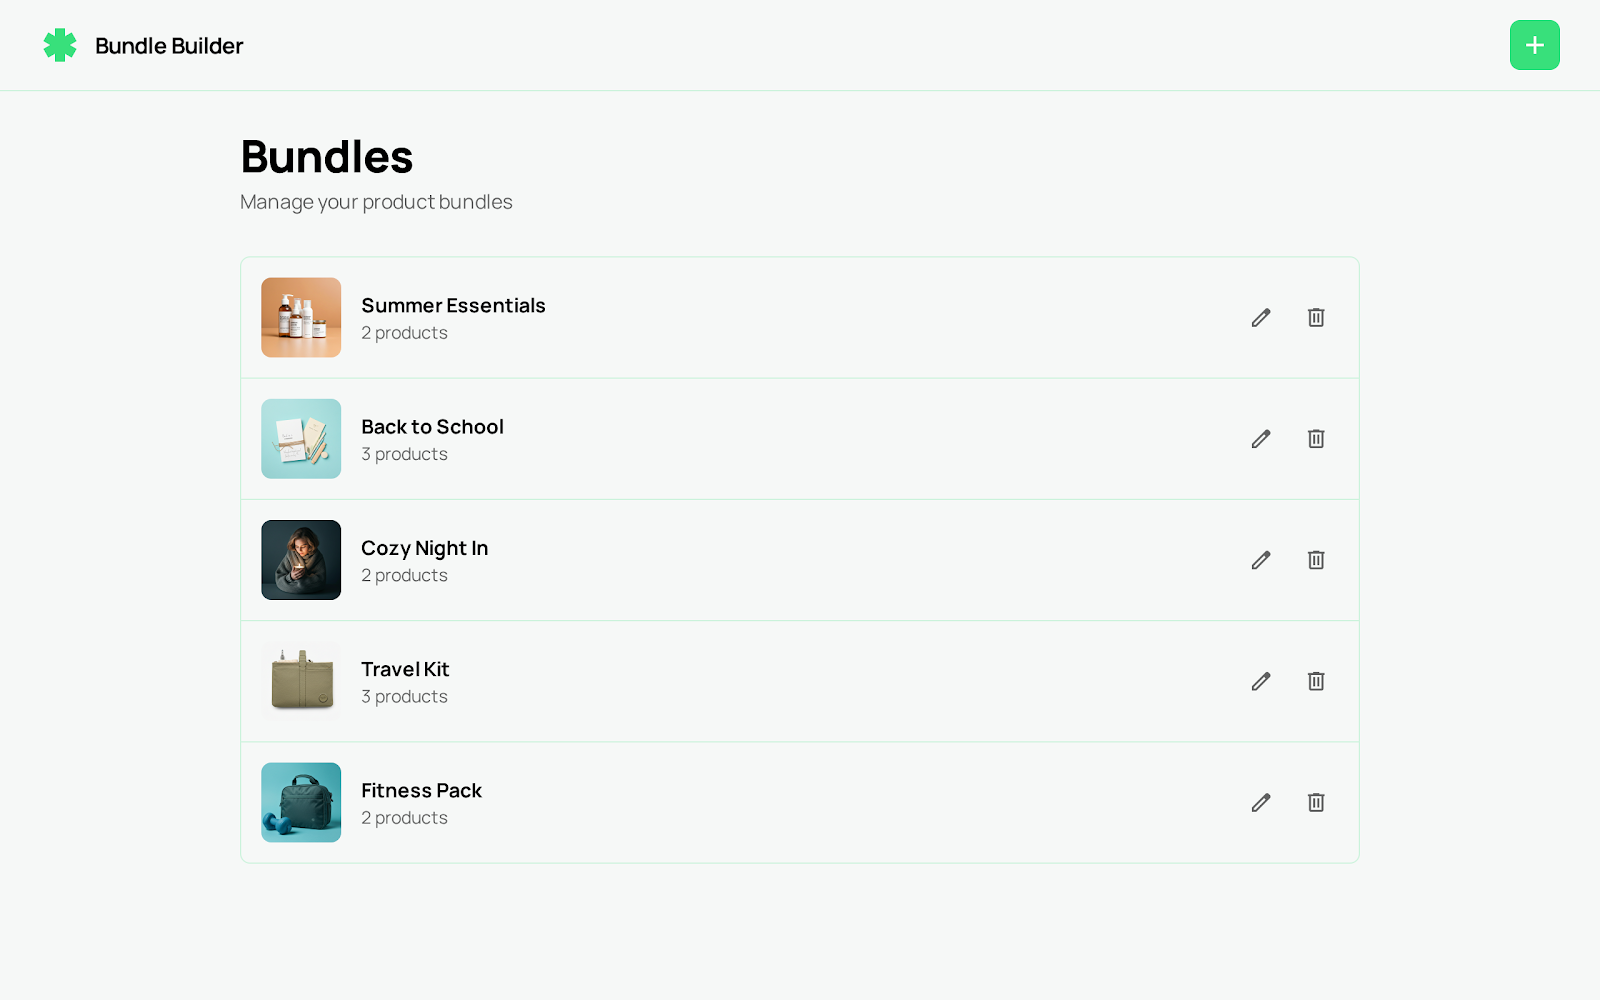 Bundle Builder
Bundles
Manage your product bundles
Summer Essentials
2 products
Back to School
3 products
Cozy Night In
2 products
Travel Kit
3 products
Fitness Pack
2 products